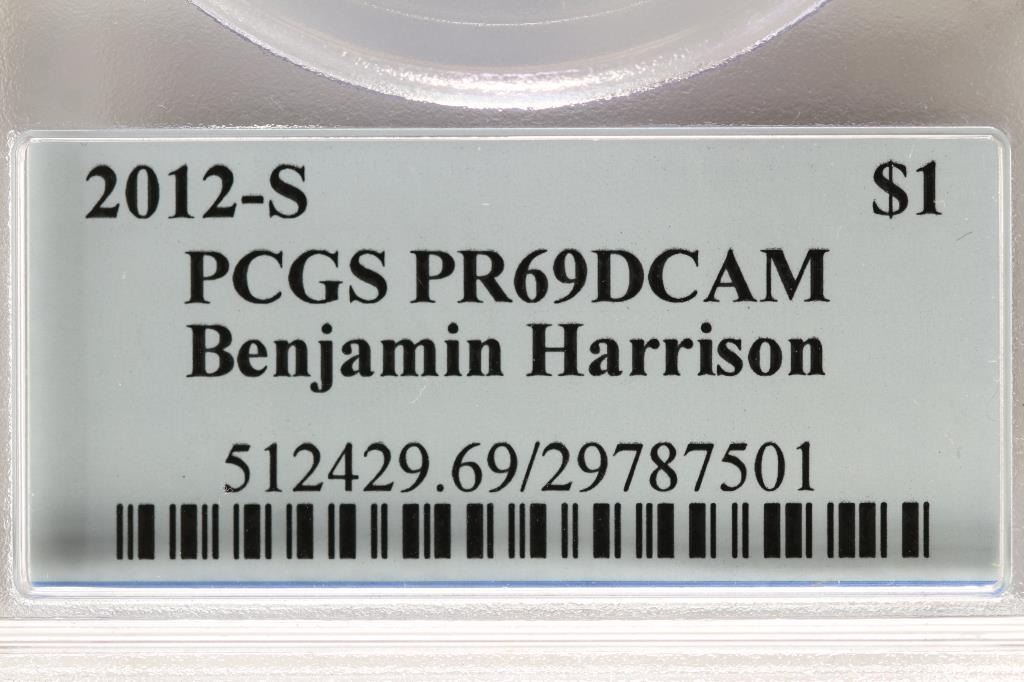 2012-S $1
PCGS PR69DCAM
Benjamin Harrison
512429.69/29787501